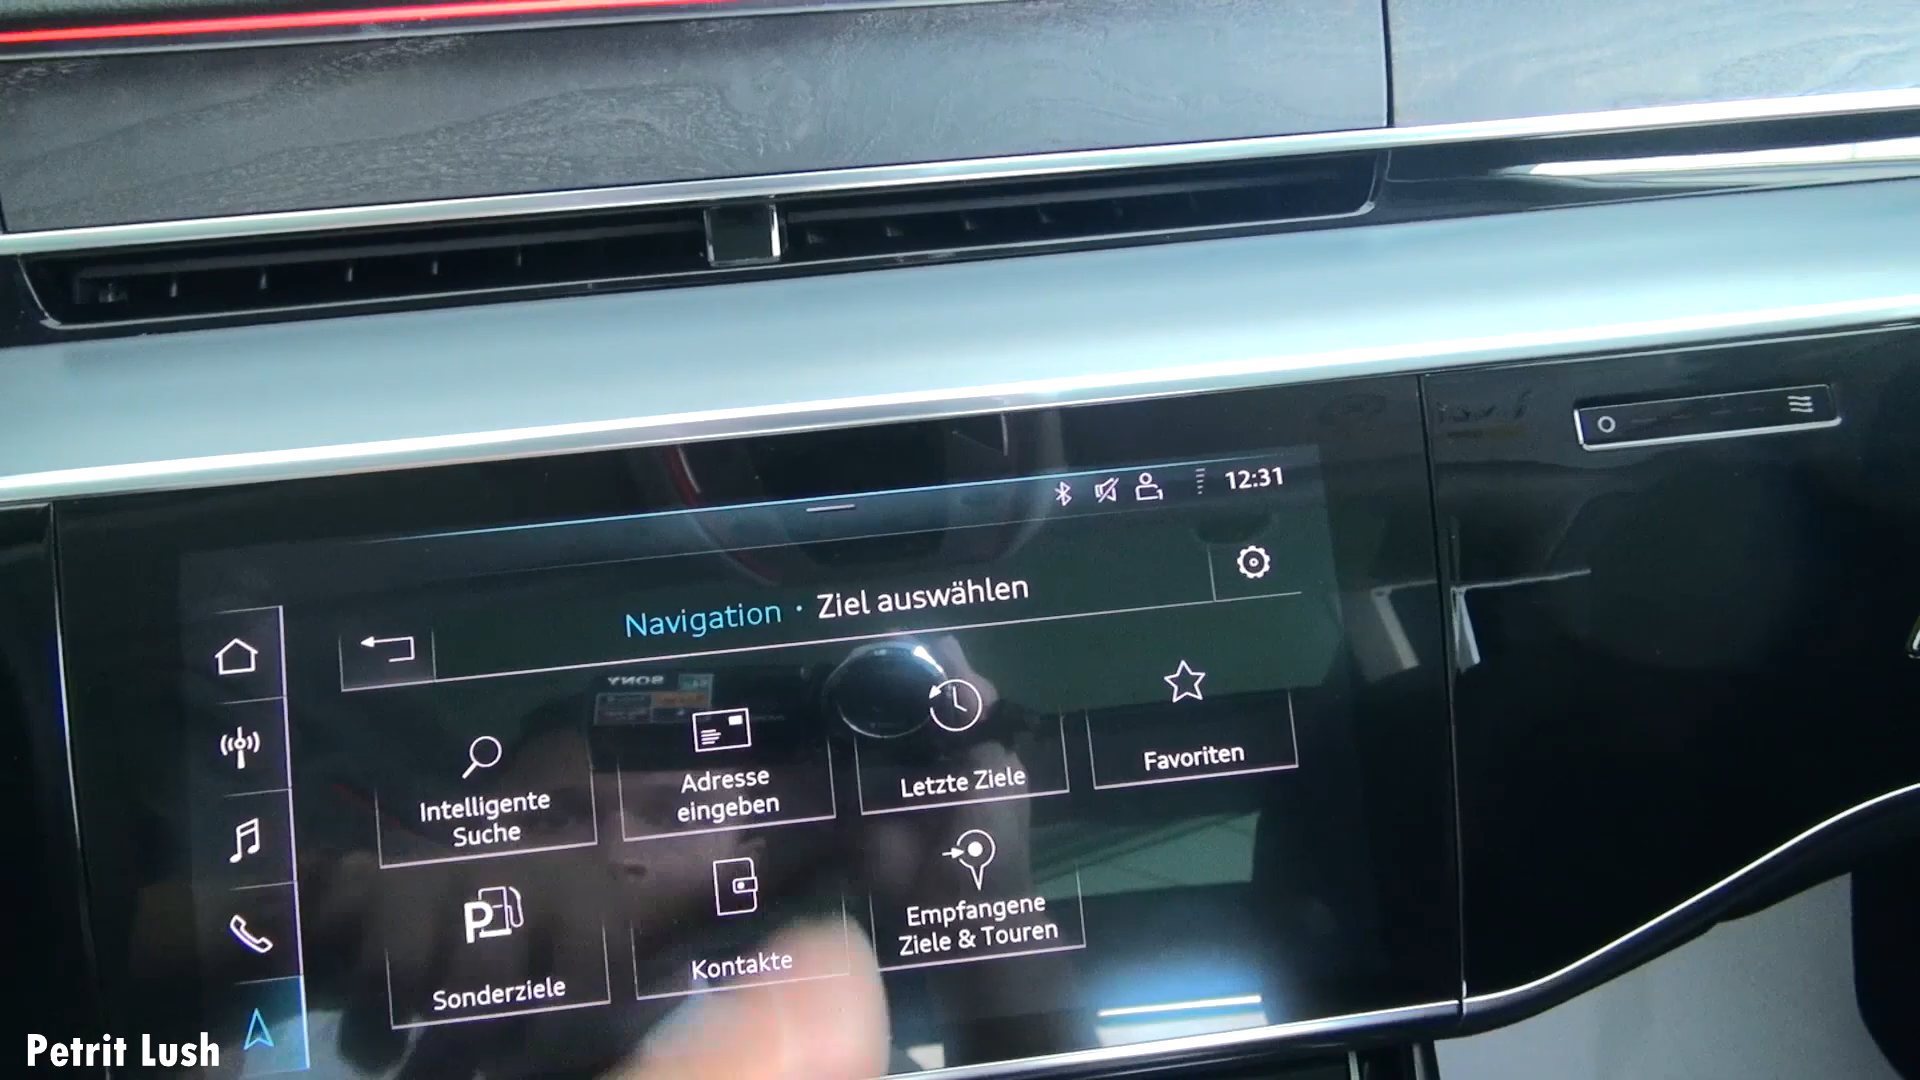 12:31
Navigation · Ziel auswählen
Intelligente
Suche
Adresse
eingeben
Letzte Ziele
Favoriten
P
Sonderziele
Kontakte
Empfangene
Ziele & Touren
SONY
Petrit Lush